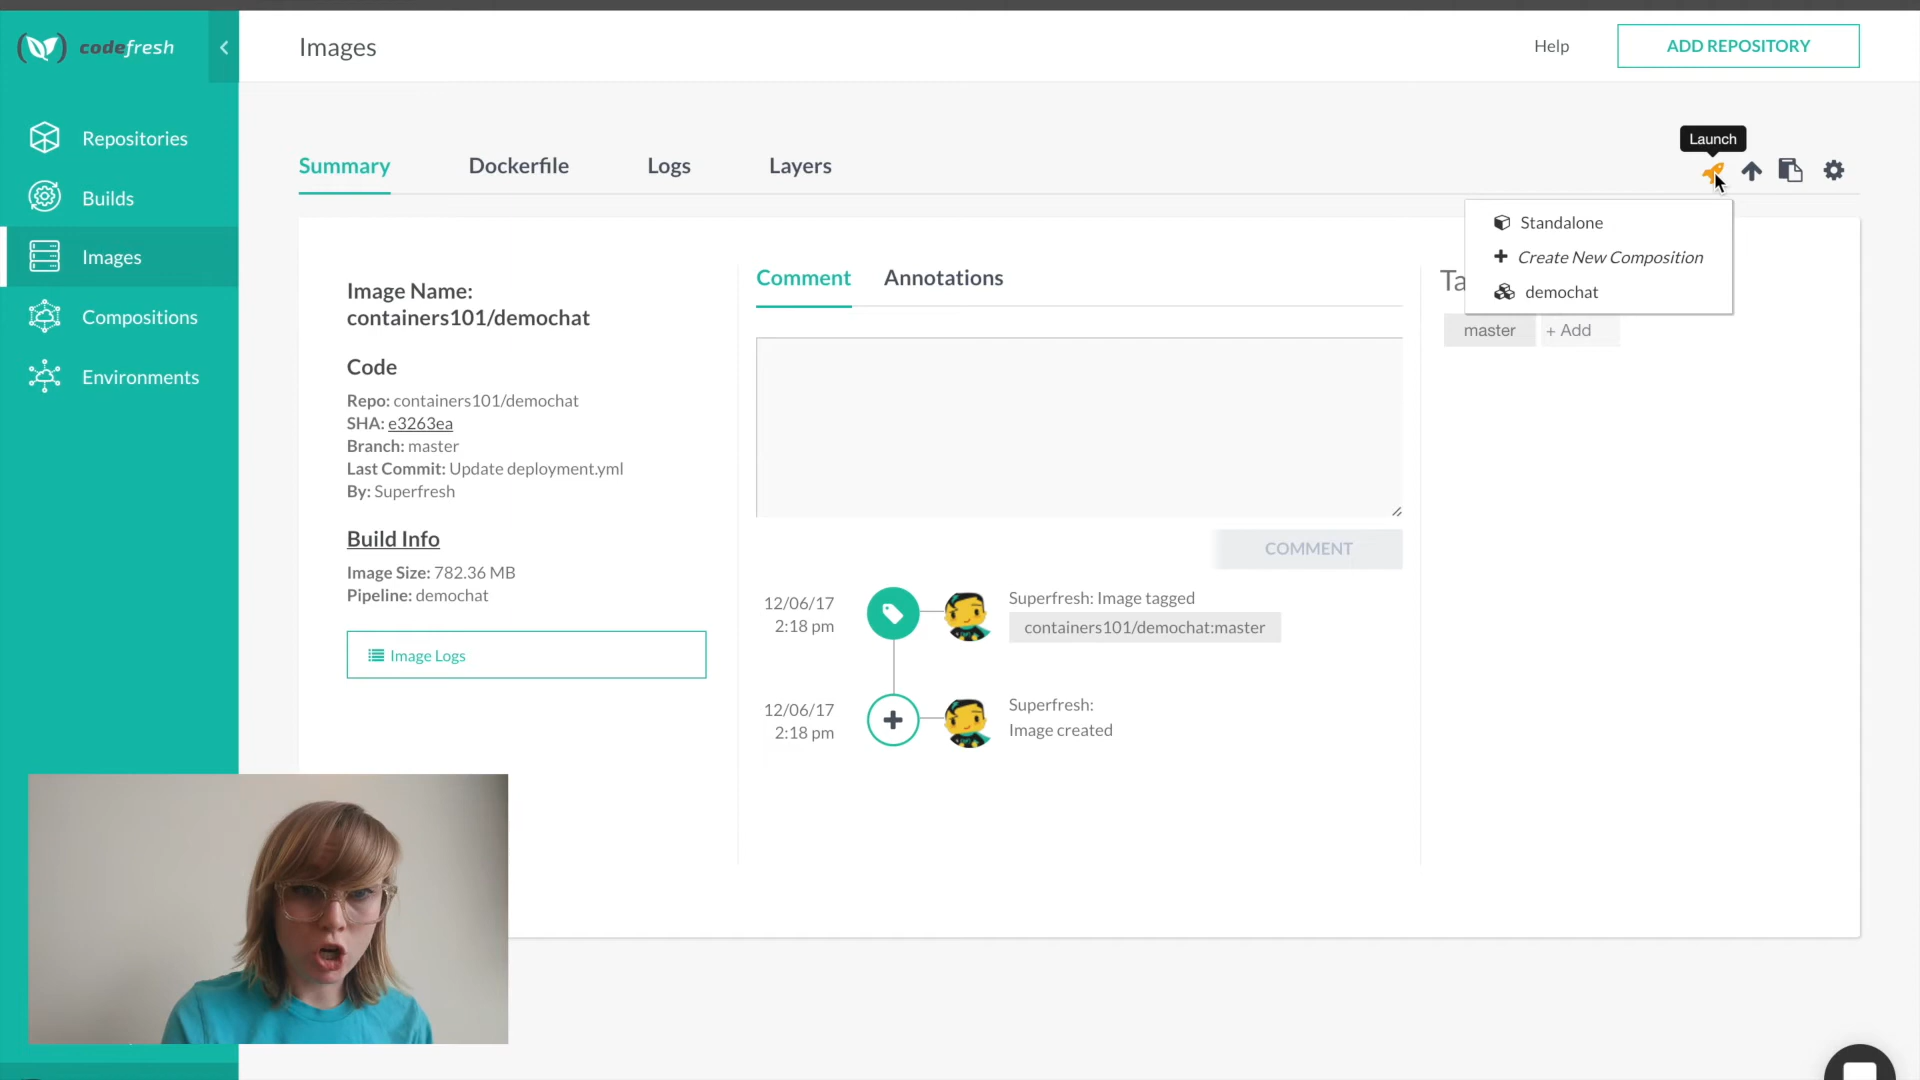 codefresh
Images
Help
ADD REPOSITORY
Repositories
Builds
Images
Compositions
Environments
Summary
Dockerfile
Logs
Layers
Launch
Standalone
Create New Composition
demochat
Image Name:
containers101/demochat
Code
Repo: containers101/demochat
SHA: e3263ea
Branch: master
Last Commit: Update deployment.yml
By: Superfresh
Build Info
Image Size: 782.36 MB
Pipeline: demochat
Image Logs
Comment
Annotations
COMMENT
12/06/17
2:18 pm
Superfresh: Image tagged
containers101/demochat:master
12/06/17
2:18 pm
Superfresh:
Image created
Ta
master
+ Add